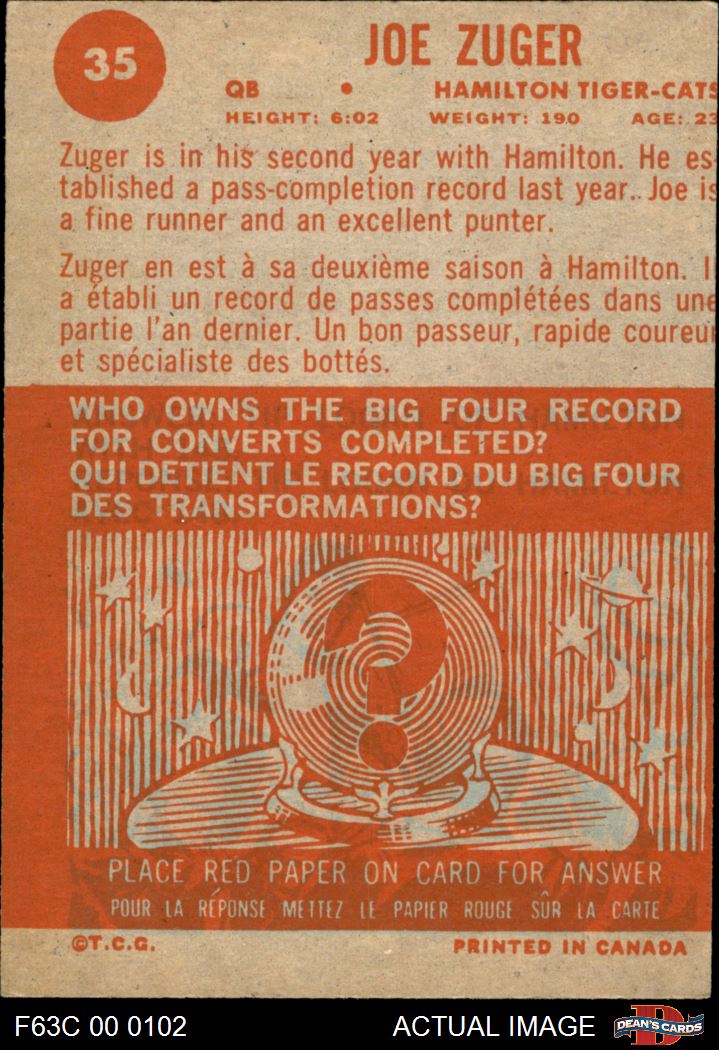 35
JOE ZUGER
QB • HAMILTON TIGER-CATS
HEIGHT: 6:02 WEIGHT: 190 AGE: 23
Zuger is in his second year with Hamilton. He es-
tablished a pass-completion record last year. Joe is
a fine runner and an excellent punter.
Zuger en est à sa deuxième saison à Hamilton. I
a établi un record de passes complétées dans une
partie l'an dernier. Un bon passeur, rapide coureur
et spécialiste des bottés.
WHO OWNS THE BIG FOUR RECORD
FOR CONVERTS COMPLETED?
QUI DETIENT LE RECORD DU BIG FOUR
DES TRANSFORMATIONS?
?
PLACE RED PAPER ON CARD FOR ANSWER
POUR LA RÉPONSE METTEZ LE PAPIER ROUGE SÛR LA CARTE
©T.C.G. PRINTED IN CANADA
F63C 00 0102 ACTUAL IMAGE DEAN'S CARDS